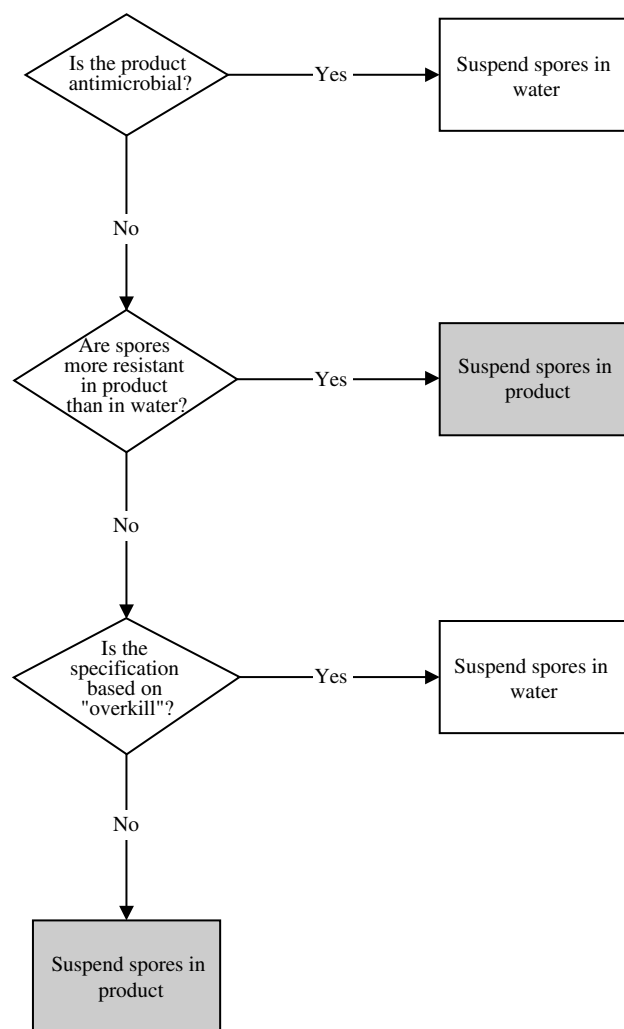 Is the product
antimicrobial?
Yes
Suspend spores in
water
No
Are spores
more resistant
in product
than in water?
Yes
Suspend spores in
product
No
Is the
specification
based on
"overkill"?
Yes
Suspend spores in
water
No
Suspend spores in
product